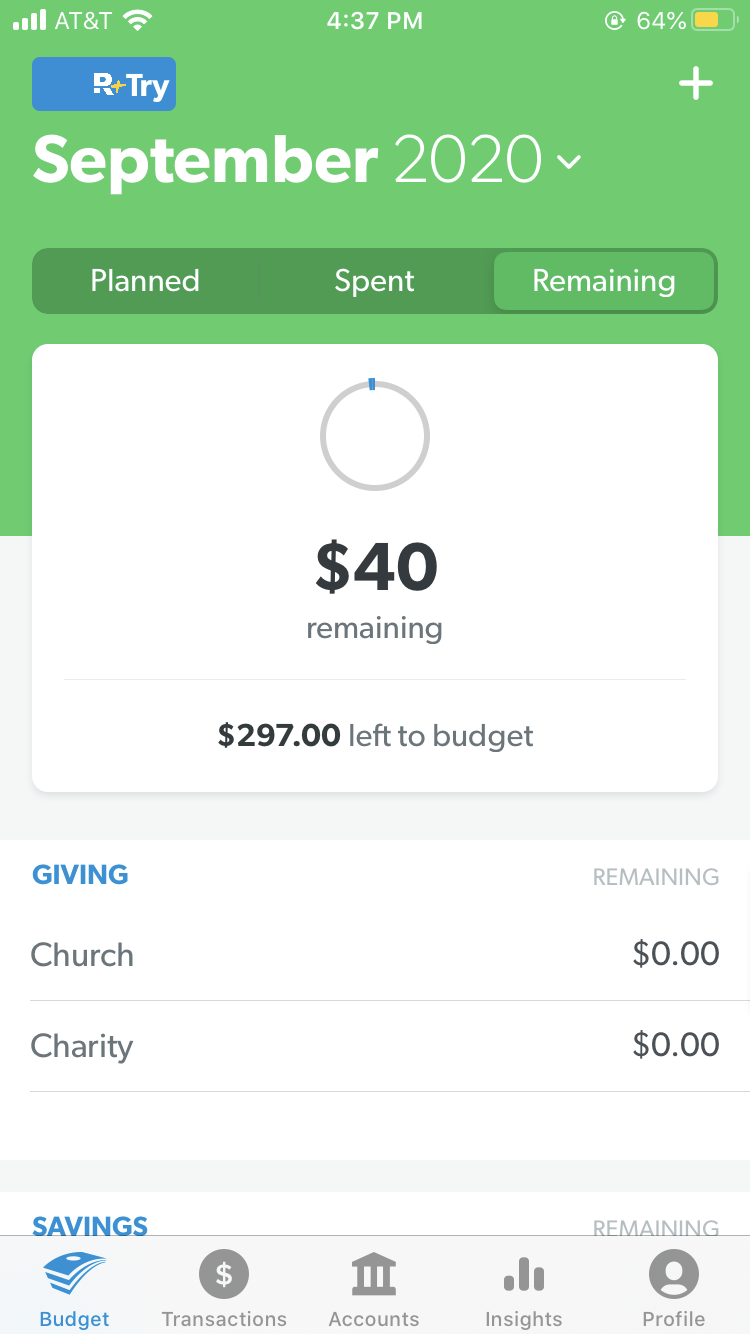 AT&T 4:37 PM 64%
R+Try
September 2020
Planned Spent Remaining
$40
remaining
$297.00 left to budget
GIVING REMAINING
Church $0.00
Charity $0.00
SAVINGS REMAINING
$
Budget Transactions Accounts Insights Profile